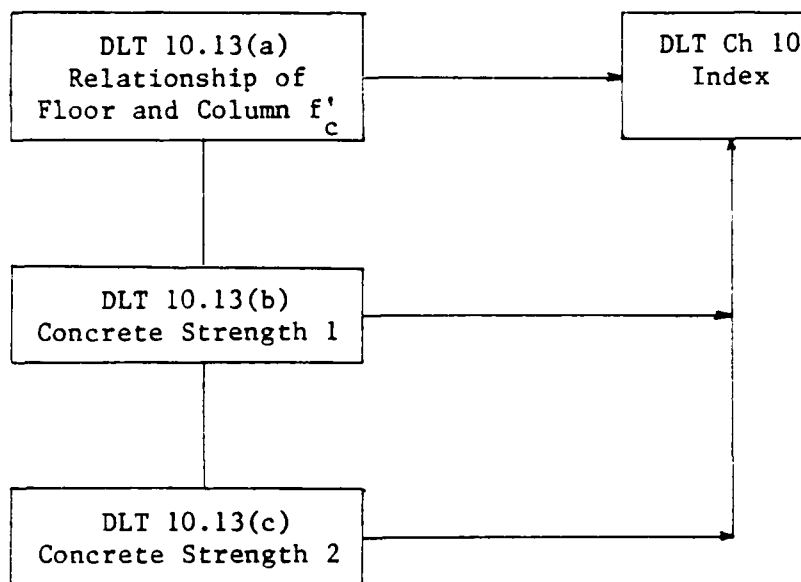 DLT 10.13(a)
Relationship of
Floor and Column f'c
DLT Ch 10
Index
DLT 10.13(b)
Concrete Strength 1
DLT 10.13(c)
Concrete Strength 2